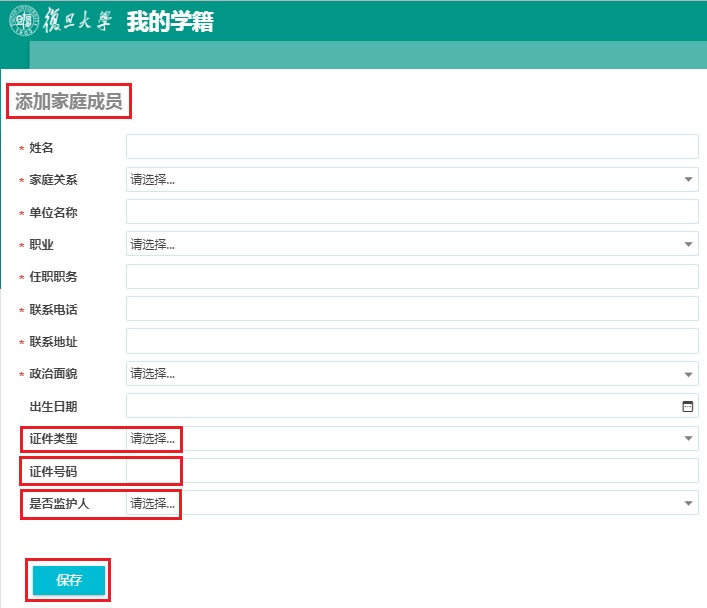 復旦大學 我的学籍
添加家庭成员
* 姓名
* 家庭关系 请选择...
* 单位名称
* 职业 请选择...
* 任职职务
* 联系电话
* 联系地址
* 政治面貌 请选择...
出生日期
证件类型 请选择...
证件号码
是否监护人 请选择...
保存